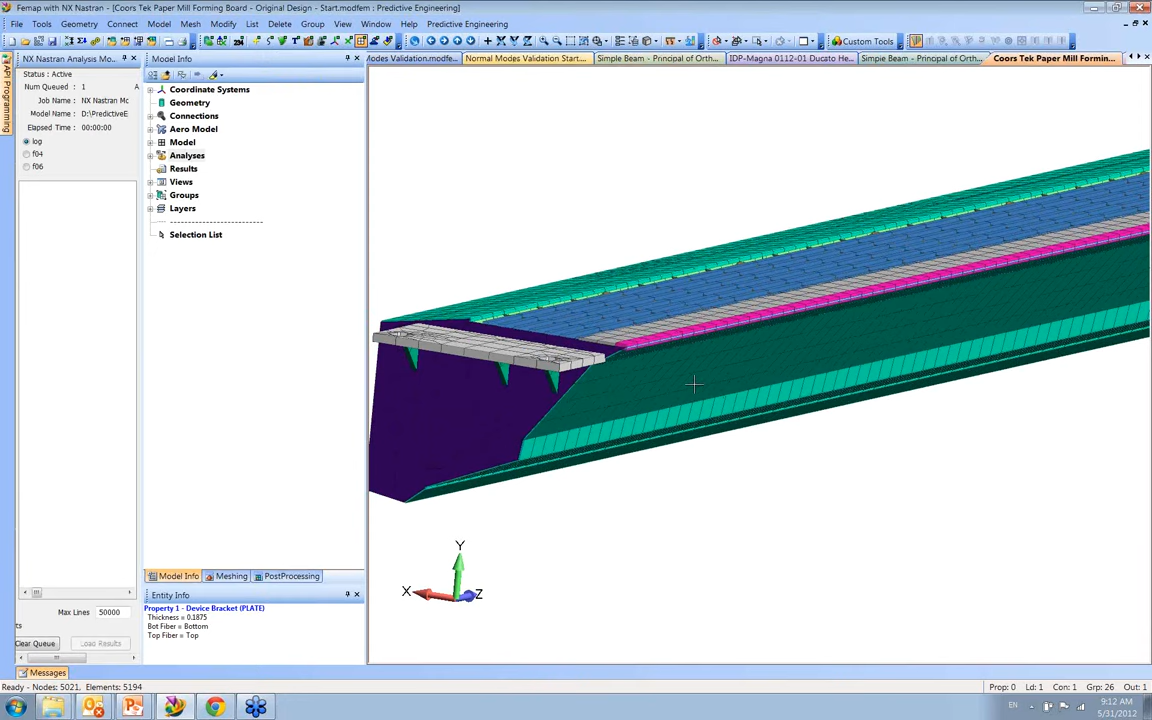 Femap with NX Nastran - [Coors Tek Paper Mill Forming Board - Original Design - Start.modfem] - Predictive Engineering
File Tools Geometry Connect Model Mesh Modify List Delete Group View Window Help Predictive Engineering
Custom Tools
NX Nastran Analysis Mo...
Model Info
Modes Validation.modfe... Normal Modes Validation Start... Simple Beam - Principal of Orth... IDP-Magna 0112-01 Ducato He... Simple Beam - Principal of Orth... Coors Tek Paper Mill Formin...
API Programming
Status : Active
Num Queued : 1 A
Job Name : NX Nastran Mc
Model Name : D:\PredictiveE
Elapsed Time : 00:00:00
log
f04
f06
Coordinate Systems
Geometry
Connections
Aero Model
Model
Analyses
Results
Views
Groups
Layers
Selection List
Y
X
Z
Model Info Meshing PostProcessing
Entity Info
Property 1 - Device Bracket (PLATE)
Thickness = 0.1875
Bot Fiber = Bottom
Top Fiber = Top
Max Lines 50000
ts
Clear Queue Load Results
Messages
Ready - Nodes: 5021, Elements: 5194
Prop: 0 Ld: 1 Con: 1 Grp: 26 Out: 1
EN
9:12 AM
5/31/2012